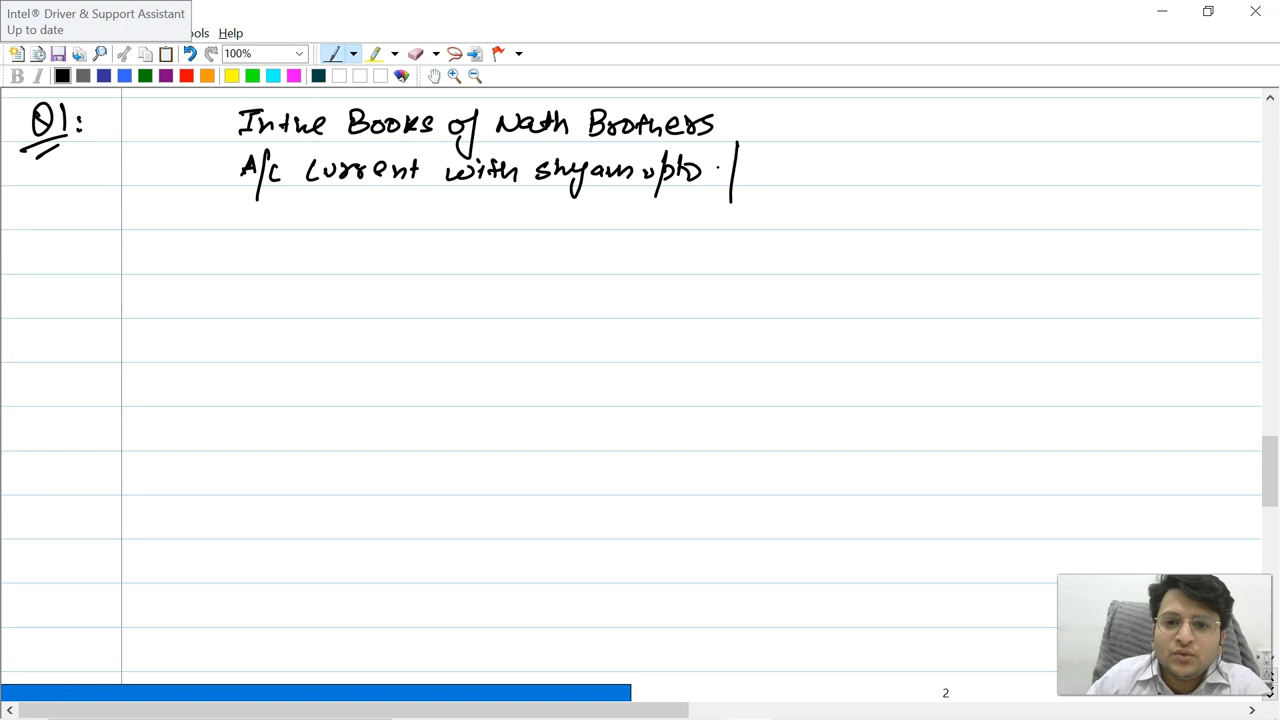 Intel® Driver & Support Assistant
Up to date
ools Help
100%
B I
Q1:
In the Books of Nath Brothers
A/c Current with Shyam upto
2